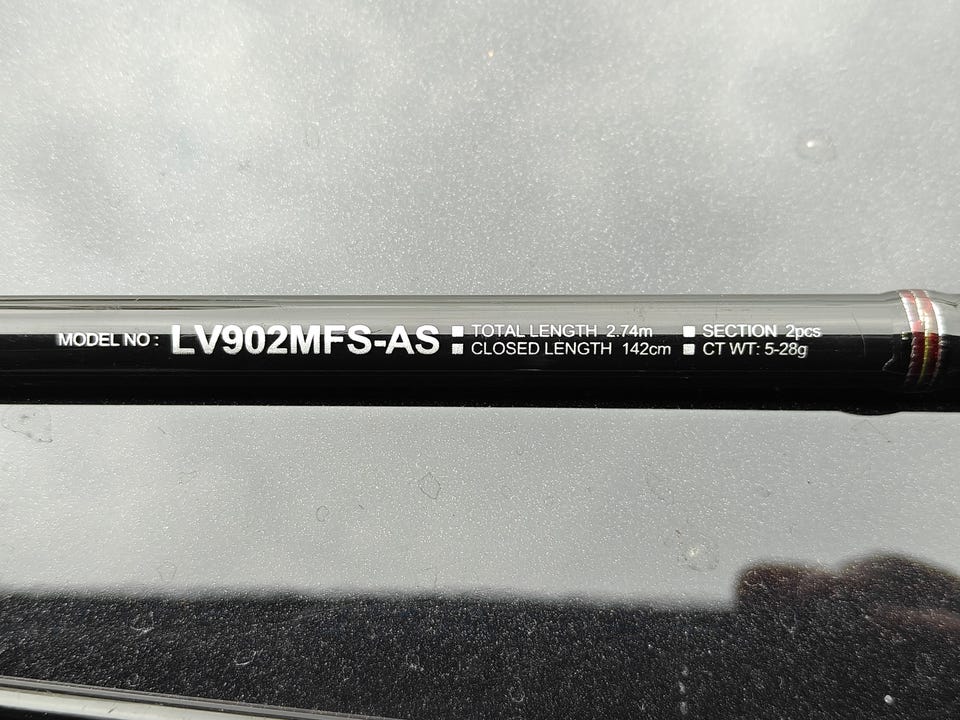 MODEL NO : LV902MFS-AS
TOTAL LENGTH 2.74m
CLOSED LENGTH 142cm
SECTION 2pcs
CT WT: 5-28g